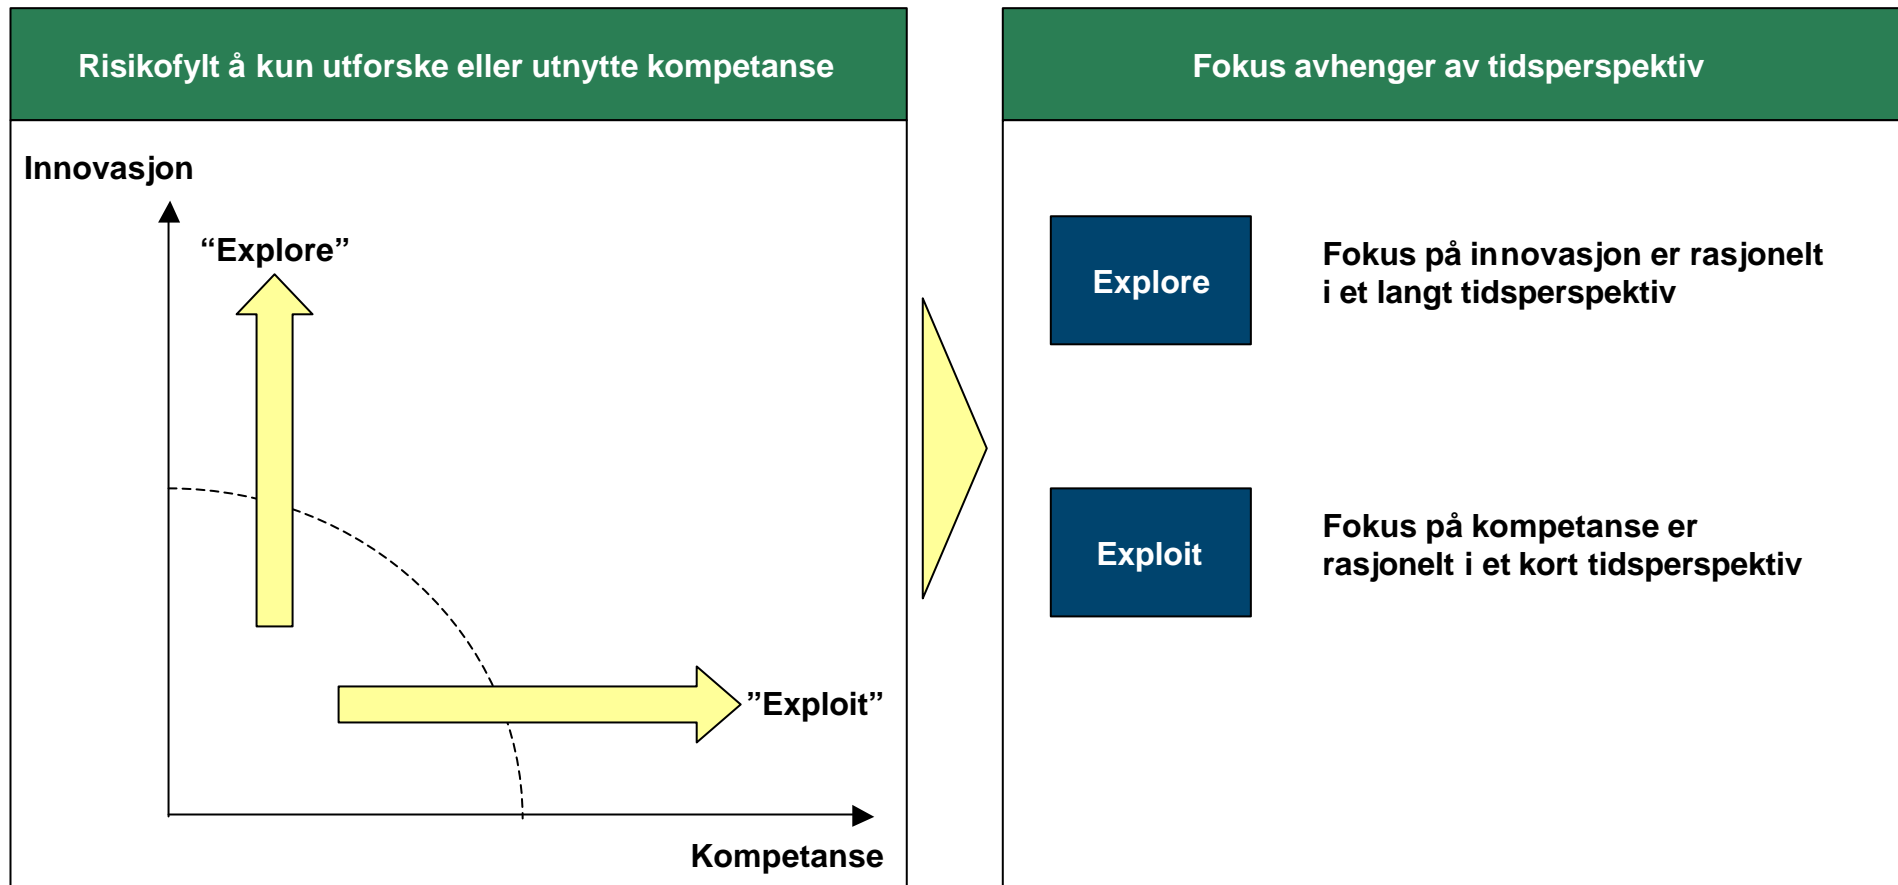 Risikofylt å kun utforske eller utnytte kompetanse
Innovasjon
“Explore”
”Exploit”
Kompetanse
Fokus avhenger av tidsperspektiv
Explore
Fokus på innovasjon er rasjonelt
i et langt tidsperspektiv
Exploit
Fokus på kompetanse er
rasjonelt i et kort tidsperspektiv